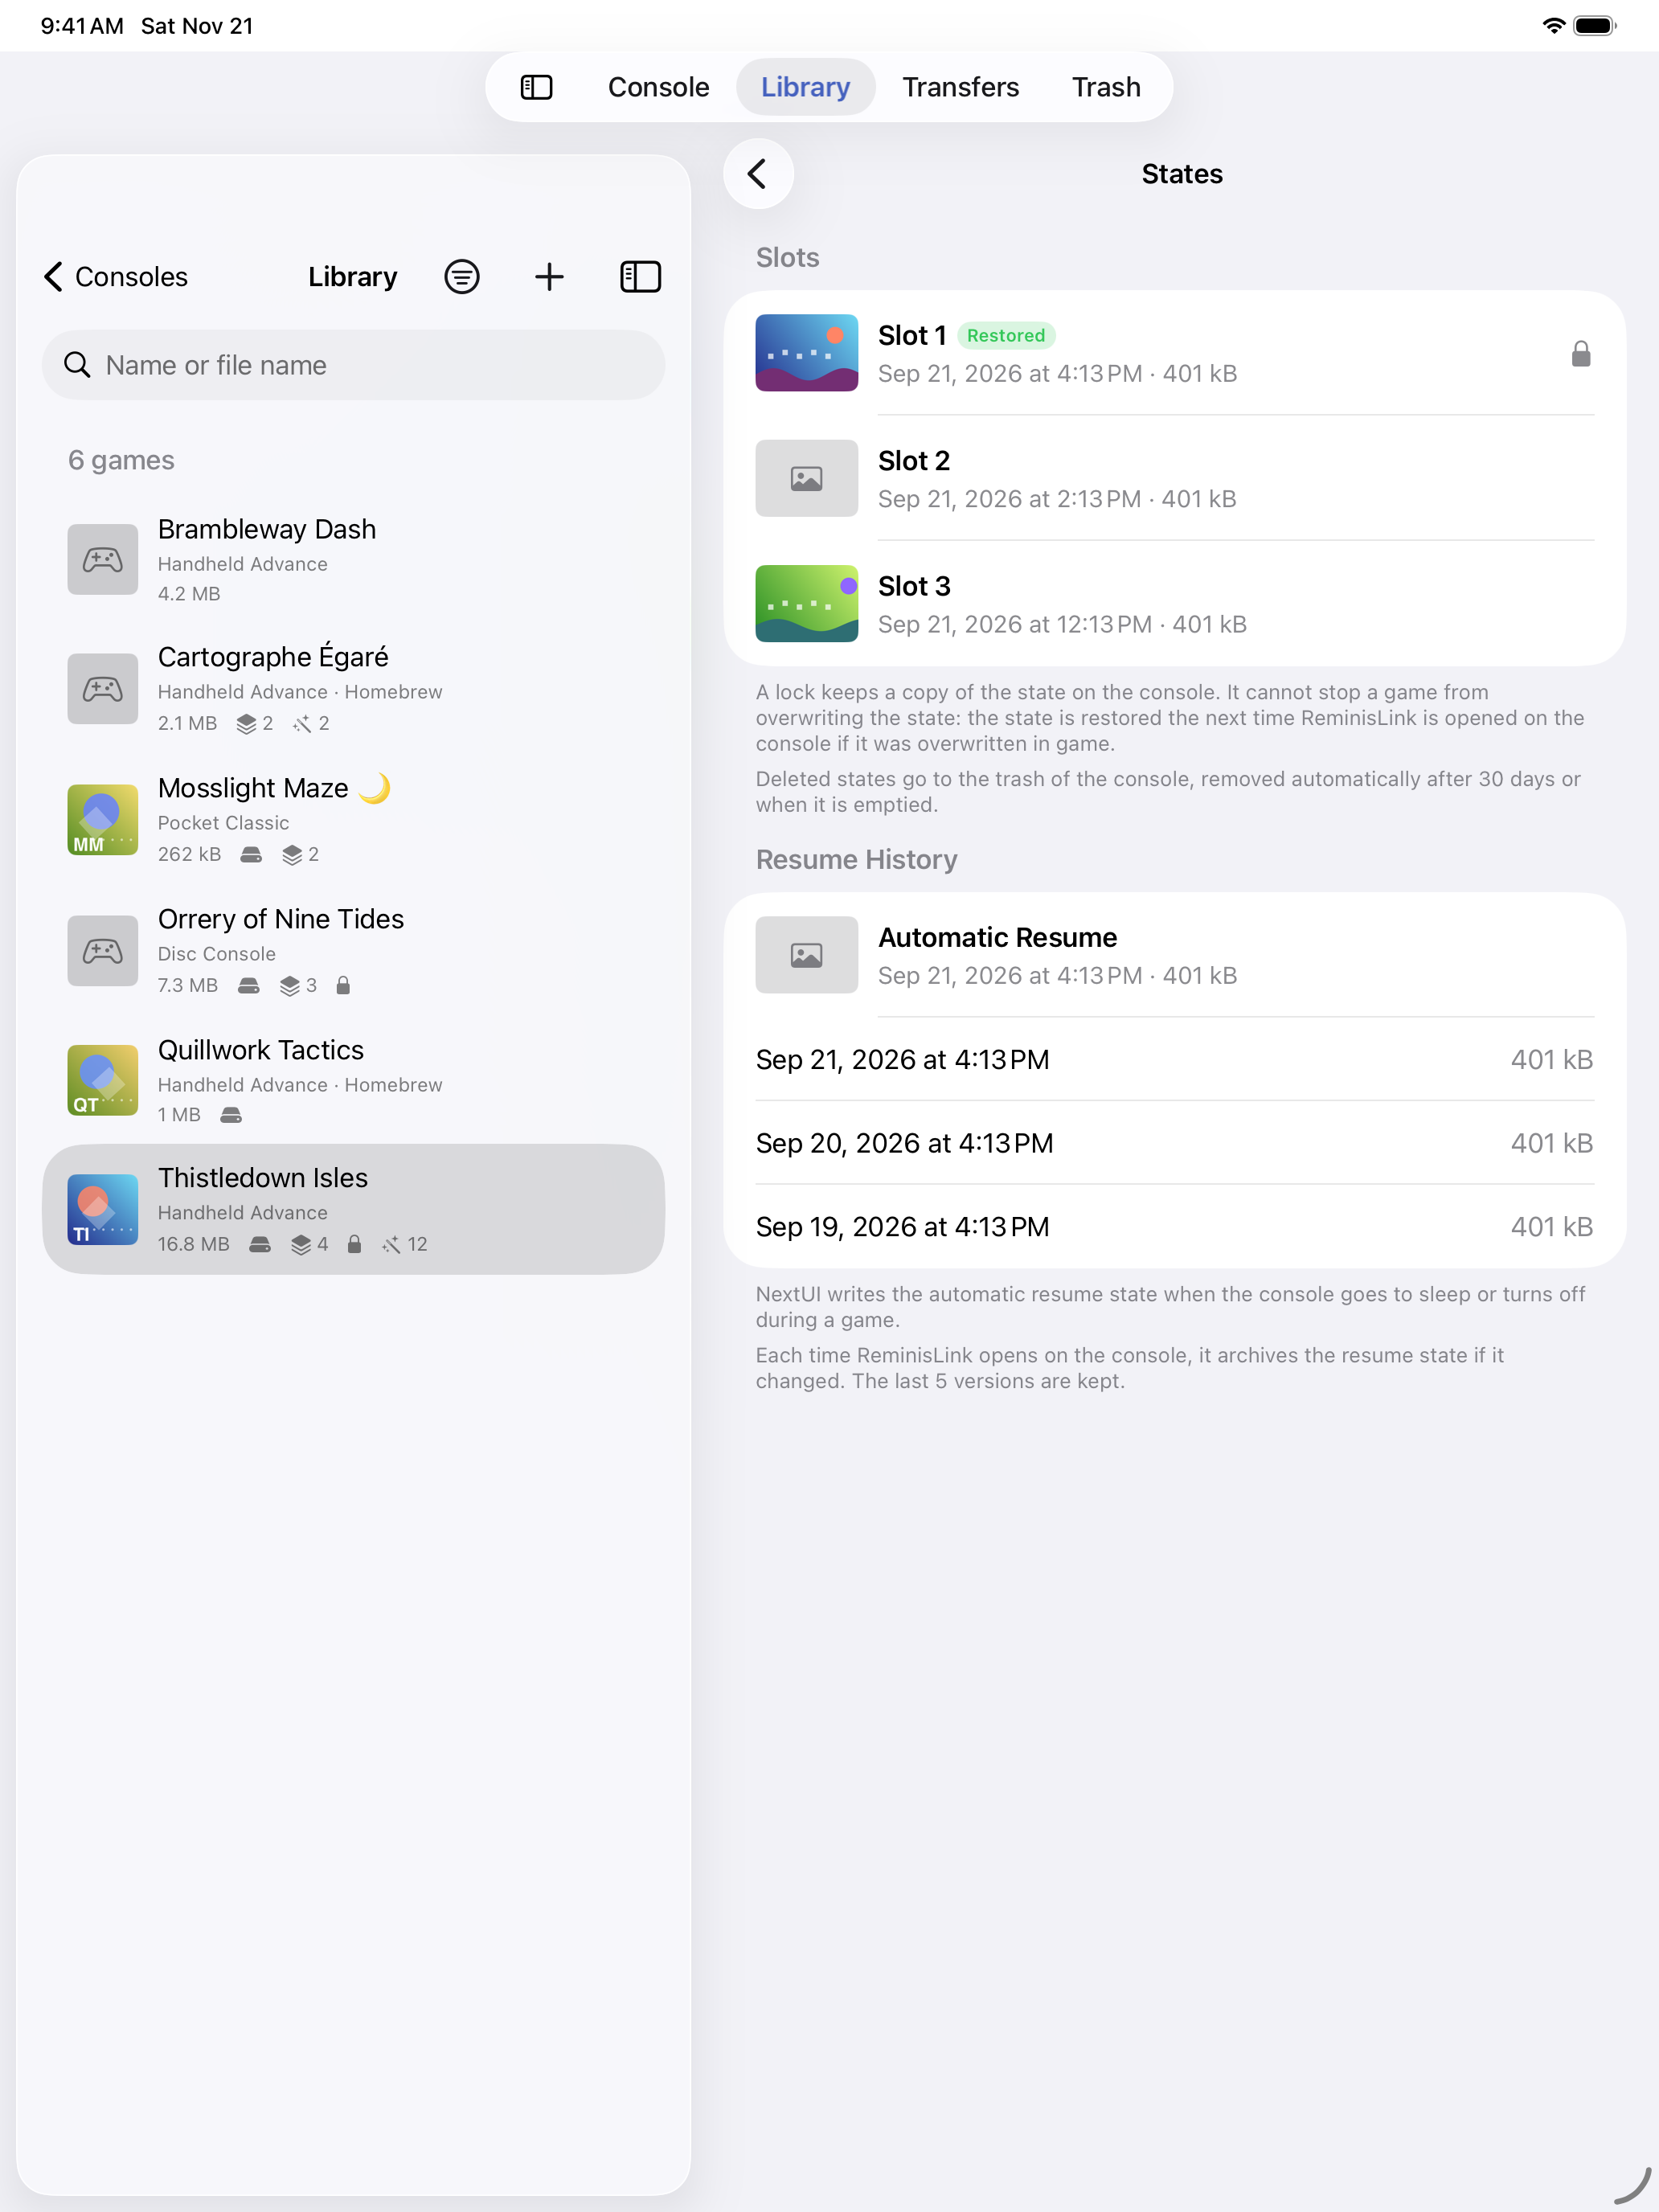 9:41 AM Sat Nov 21
Console Library Transfers Trash
Consoles Library
Name or file name
6 games
Brambleway Dash
Handheld Advance
4.2 MB
Cartographe Égaré
Handheld Advance · Homebrew
2.1 MB 2 2
Mosslight Maze 🌙
Pocket Classic
MM
262 kB 2
Orrery of Nine Tides
Disc Console
7.3 MB 3
Quillwork Tactics
Handheld Advance · Homebrew
QT
1 MB
Thistledown Isles
Handheld Advance
TI
16.8 MB 4 12
States
Slots
Slot 1 Restored
Sep 21, 2026 at 4:13 PM · 401 kB
Slot 2
Sep 21, 2026 at 2:13 PM · 401 kB
Slot 3
Sep 21, 2026 at 12:13 PM · 401 kB
A lock keeps a copy of the state on the console. It cannot stop a game from
overwriting the state: the state is restored the next time ReminisLink is opened on the
console if it was overwritten in game.
Deleted states go to the trash of the console, removed automatically after 30 days or
when it is emptied.
Resume History
Automatic Resume
Sep 21, 2026 at 4:13 PM · 401 kB
Sep 21, 2026 at 4:13 PM 401 kB
Sep 20, 2026 at 4:13 PM 401 kB
Sep 19, 2026 at 4:13 PM 401 kB
NextUI writes the automatic resume state when the console goes to sleep or turns off
during a game.
Each time ReminisLink opens on the console, it archives the resume state if it
changed. The last 5 versions are kept.